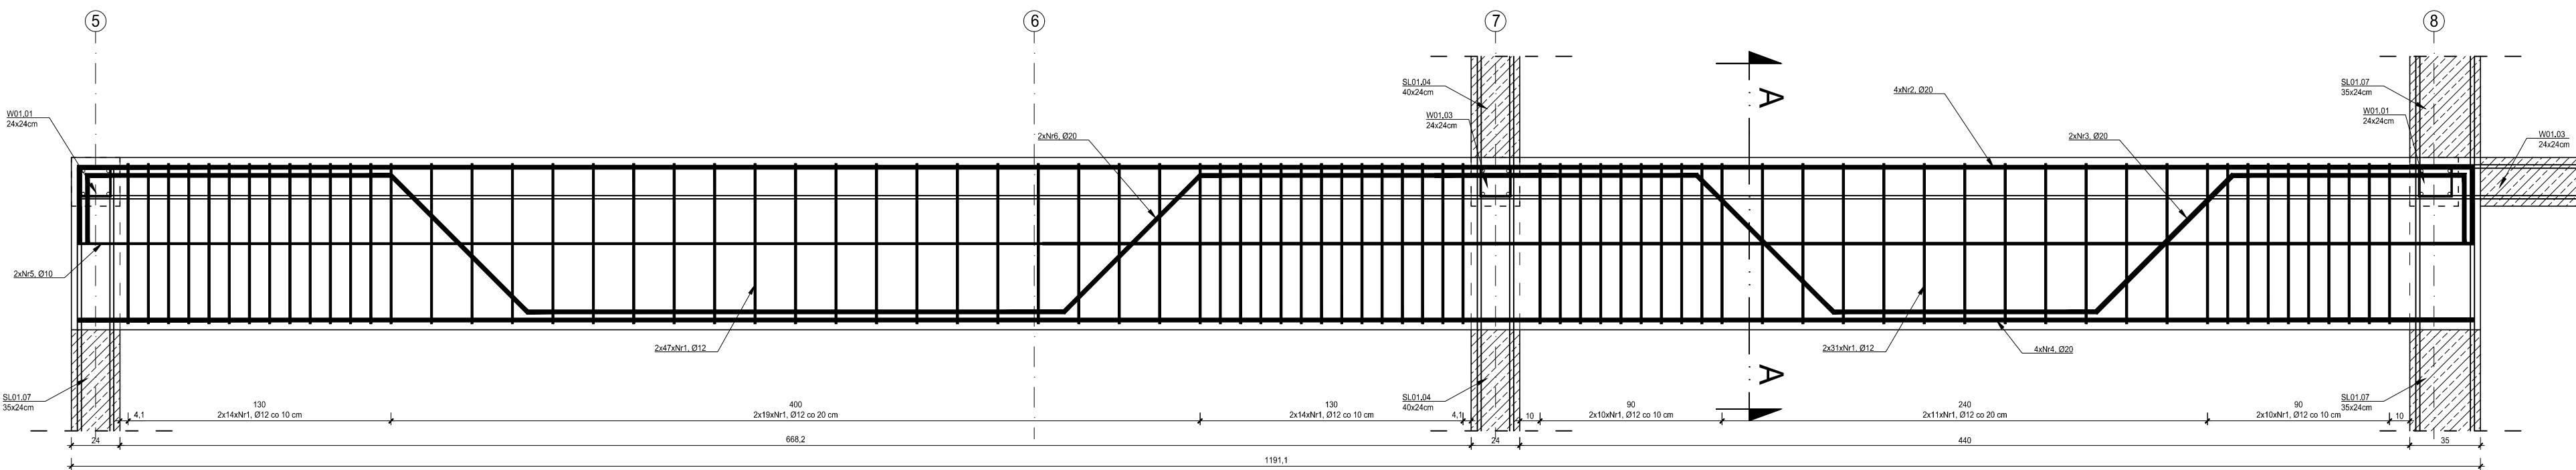 5
6
7
8
SL01.04
40x24cm
SL01.07
35x24cm
A
4xNr2, Ø20
W01.01
24x24cm
W01.03
24x24cm
W01.01
24x24cm
2xNr6, Ø20
2xNr3, Ø20
W01.03
24x24cm
2xNr5, Ø10
2x47xNr1, Ø12
2x31xNr1, Ø12
4xNr4, Ø20
A
SL01.07
35x24cm
SL01.04
40x24cm
SL01.07
35x24cm
4,1
130
2x14xNr1, Ø12 co 10 cm
400
2x19xNr1, Ø12 co 20 cm
130
2x14xNr1, Ø12 co 10 cm
4,1
10
90
2x10xNr1, Ø12 co 10 cm
240
2x11xNr1, Ø12 co 20 cm
90
2x10xNr1, Ø12 co 10 cm
10
24
668,2
24
440
35
1191,1